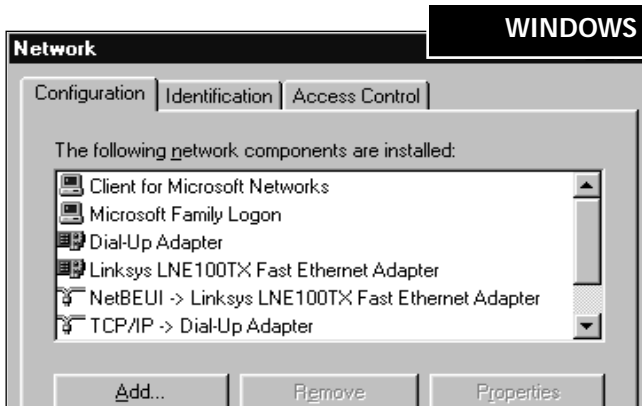 WINDOWS
Network
Configuration Identification Access Control
The following network components are installed:
Client for Microsoft Networks
Microsoft Family Logon
Dial-Up Adapter
Linksys LNE100TX Fast Ethernet Adapter
NetBEUI -> Linksys LNE100TX Fast Ethernet Adapter
TCP/IP -> Dial-Up Adapter
Add... Remove Properties